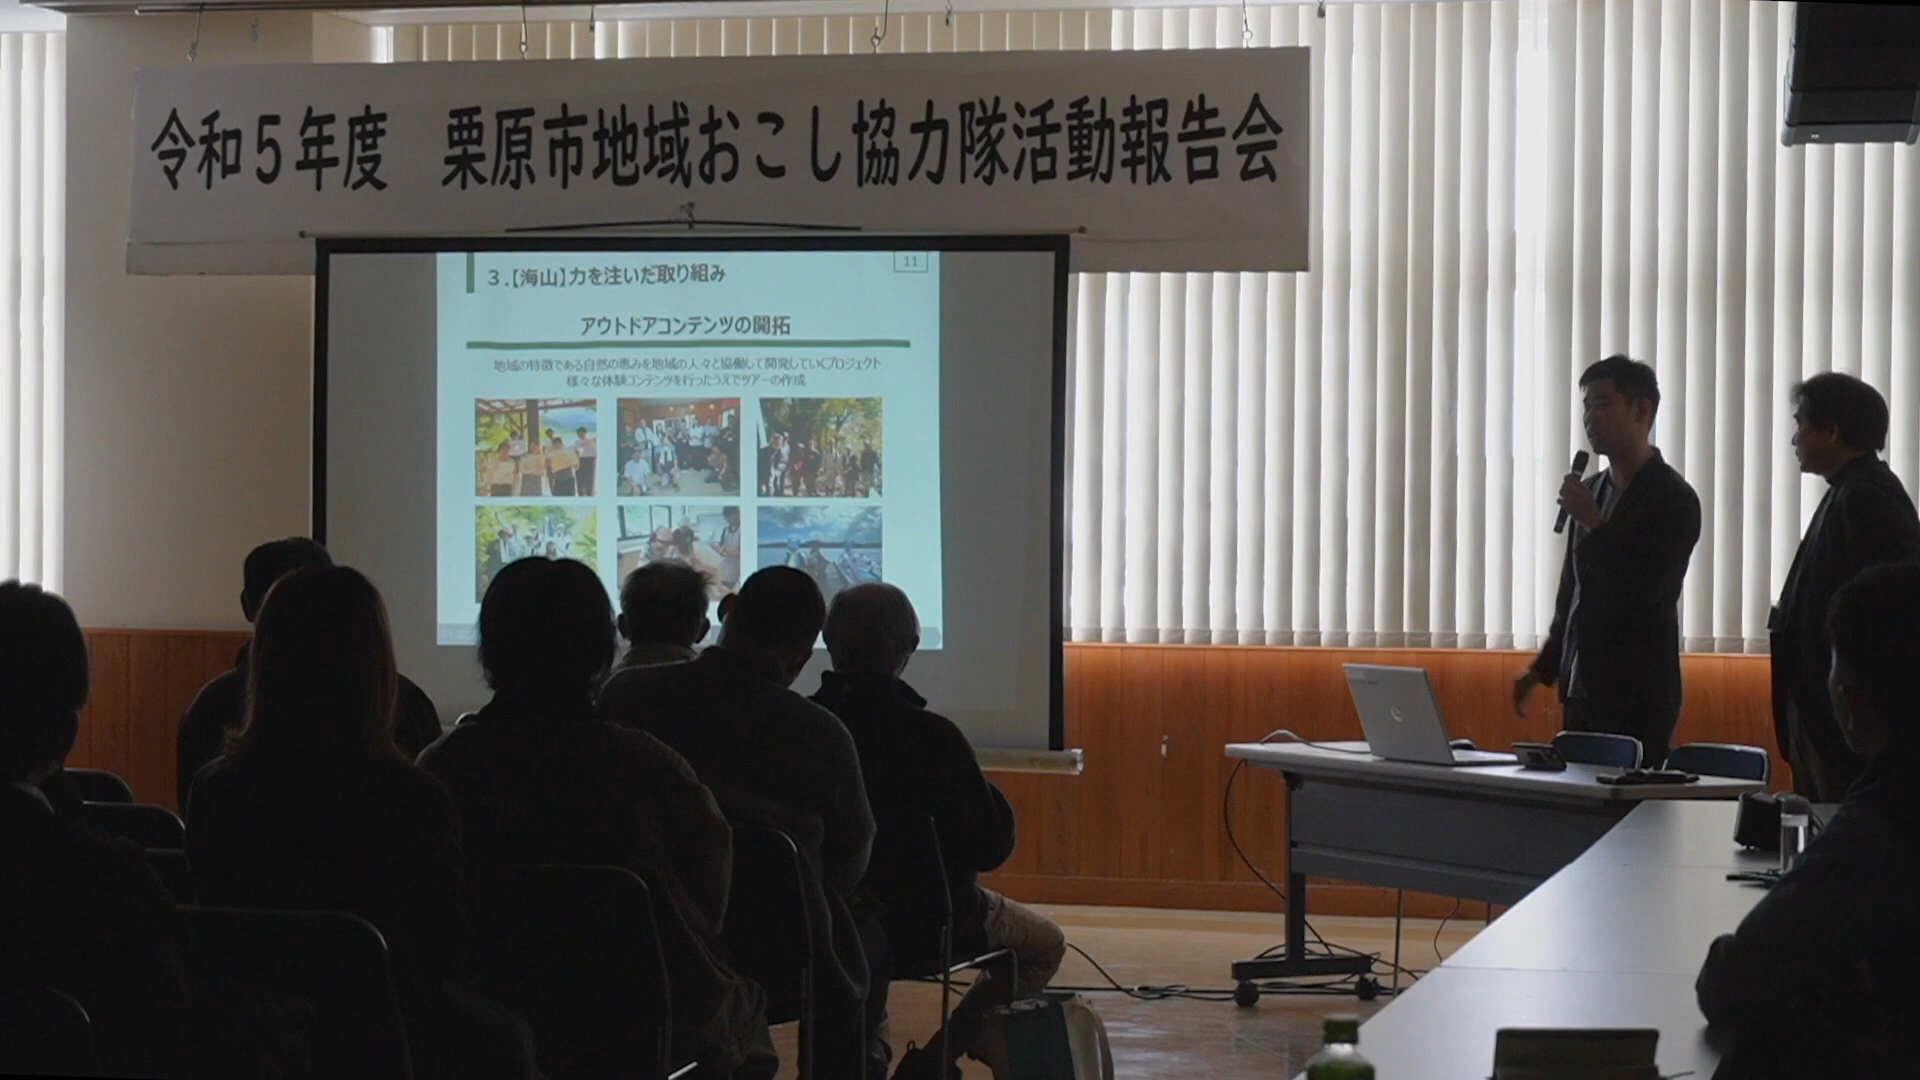 令和5年度 栗原市地域おこし協力隊活動報告会
3.【海山】力を注いだ取り組み
11
アウトドアコンテンツの開拓
地域の特徴である自然の恵みを地域の人々と協働して開発していくプロジェクト
様々な体験コンテンツを行ったうえでツアーの作成